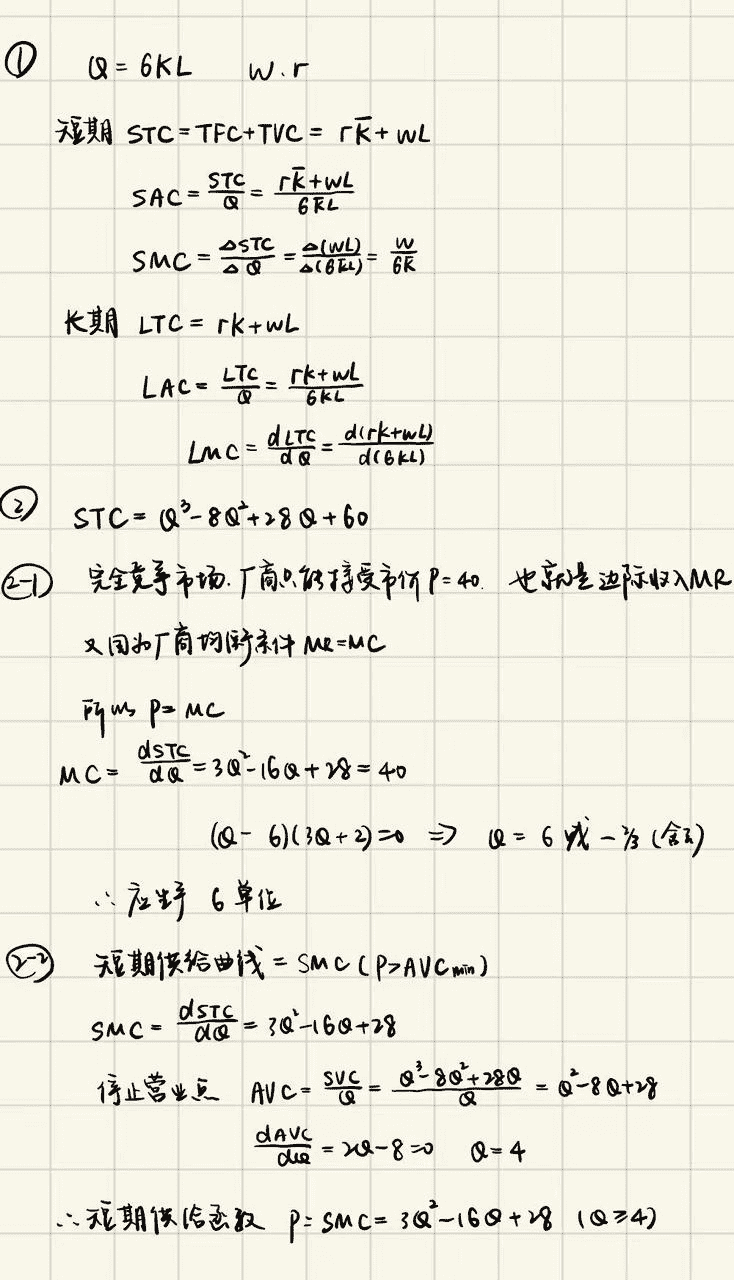 ① Q = 6KL W.r
短期 STC = TFC+TVC = rK̅ + wL
SAC = STC/Q = (rK̅+wL)/(6K̅L)
SMC = ΔSTC/ΔQ = Δ(WL)/Δ(6K̅L) = W/(6K̅)
长期 LTC = rK+wL
LAC = LTC/Q = (rK+wL)/(6KL)
LMC = dLTC/dQ = d(rK+wL)/d(6KL)
② STC = Q³-8Q²+28Q+60
②-1 完全竞争市场.厂商只能接受市价P=40. 也就是边际收入MR
又因为厂商均衡条件 MR=MC
所以 P=MC
MC = dSTC/dQ = 3Q²-16Q+28 = 40
(Q-6)(3Q+2)=0 ⇒ Q = 6 或 -2/3 (舍去)
∴ 应生产 6 单位
②-2 短期供给曲线 = SMC (P>AVCmin)
SMC = dSTC/dQ = 3Q²-16Q+28
停止营业点 AVC = SVC/Q = (Q³-8Q²+28Q)/Q = Q²-8Q+28
dAVC/dQ = 2Q-8=0 Q=4
∴ 短期供给函数 P=SMC= 3Q²-16Q+28 (Q≥4)